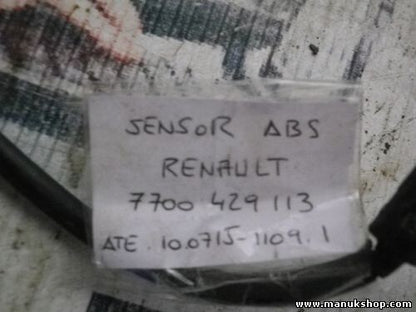 SENSOR ABS
RENAULT
7700 429 113
ATE. 10.0715-1109.1
www.manukshop.com